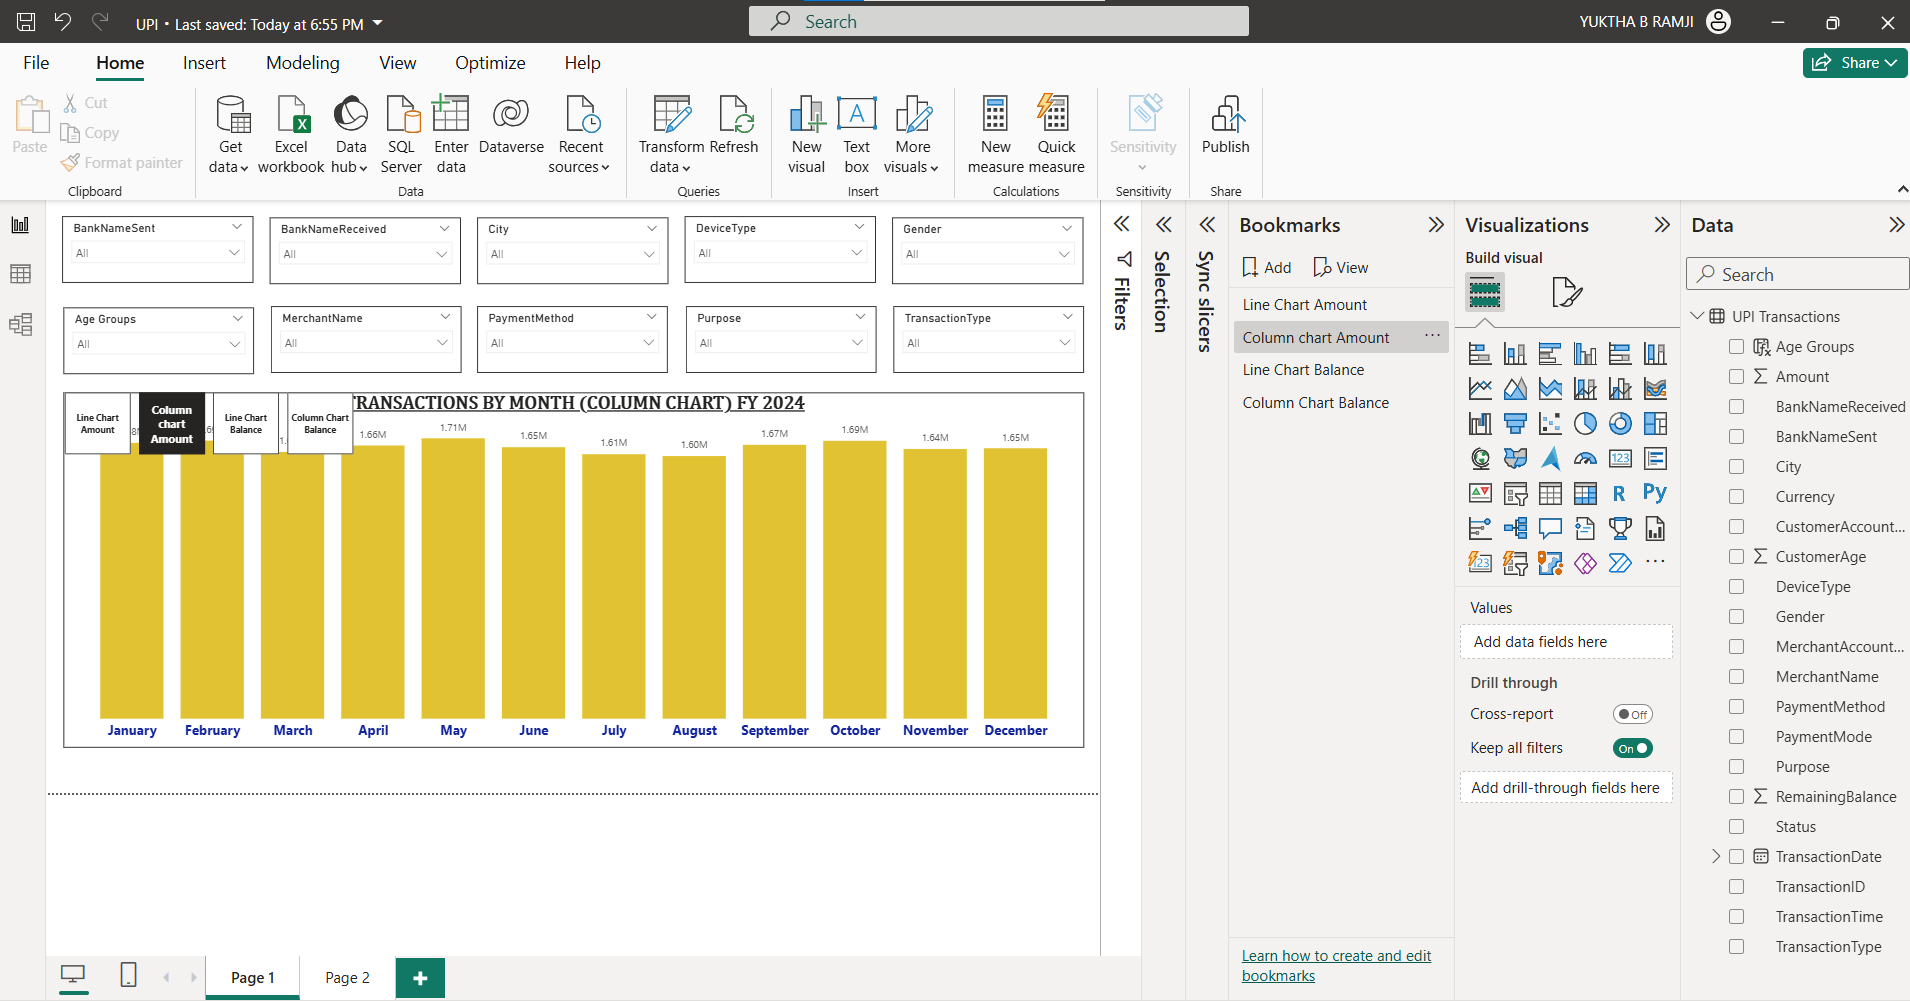 UPI • Last saved: Today at 6:55 PM
Search
YUKTHA B RAMJI
File
Home
Insert
Modeling
View
Optimize
Help
Share
Paste
Cut
Copy
Format painter
Clipboard
Get data
Excel workbook
Data hub
SQL Server
Enter data
Dataverse
Recent sources
Data
Transform data
Refresh
Queries
New visual
Text box
More visuals
Insert
New measure
Quick measure
Calculations
Sensitivity
Sensitivity
Publish
Share
BankNameSent
All
BankNameReceived
All
City
All
DeviceType
All
Gender
All
Age Groups
All
MerchantName
All
PaymentMethod
All
Purpose
All
TransactionType
All
TRANSACTIONS BY MONTH (COLUMN CHART) FY 2024
Line Chart Amount
Column chart Amount
Line Chart Balance
Column Chart Balance
1.66M
1.71M
1.65M
1.61M
1.60M
1.67M
1.69M
1.64M
1.65M
January
February
March
April
May
June
July
August
September
October
November
December
Page 1
Page 2
Filters
Selection
Sync slicers
Bookmarks
Add
View
Line Chart Amount
Column chart Amount
Line Chart Balance
Column Chart Balance
Learn how to create and edit
bookmarks
Visualizations
Build visual
123
R
Py
123
Values
Add data fields here
Drill through
Cross-report
Off
Keep all filters
On
Add drill-through fields here
Data
Search
UPI Transactions
Age Groups
Amount
BankNameReceived
BankNameSent
City
Currency
CustomerAccount...
CustomerAge
DeviceType
Gender
MerchantAccount...
MerchantName
PaymentMethod
PaymentMode
Purpose
RemainingBalance
Status
TransactionDate
TransactionID
TransactionTime
TransactionType